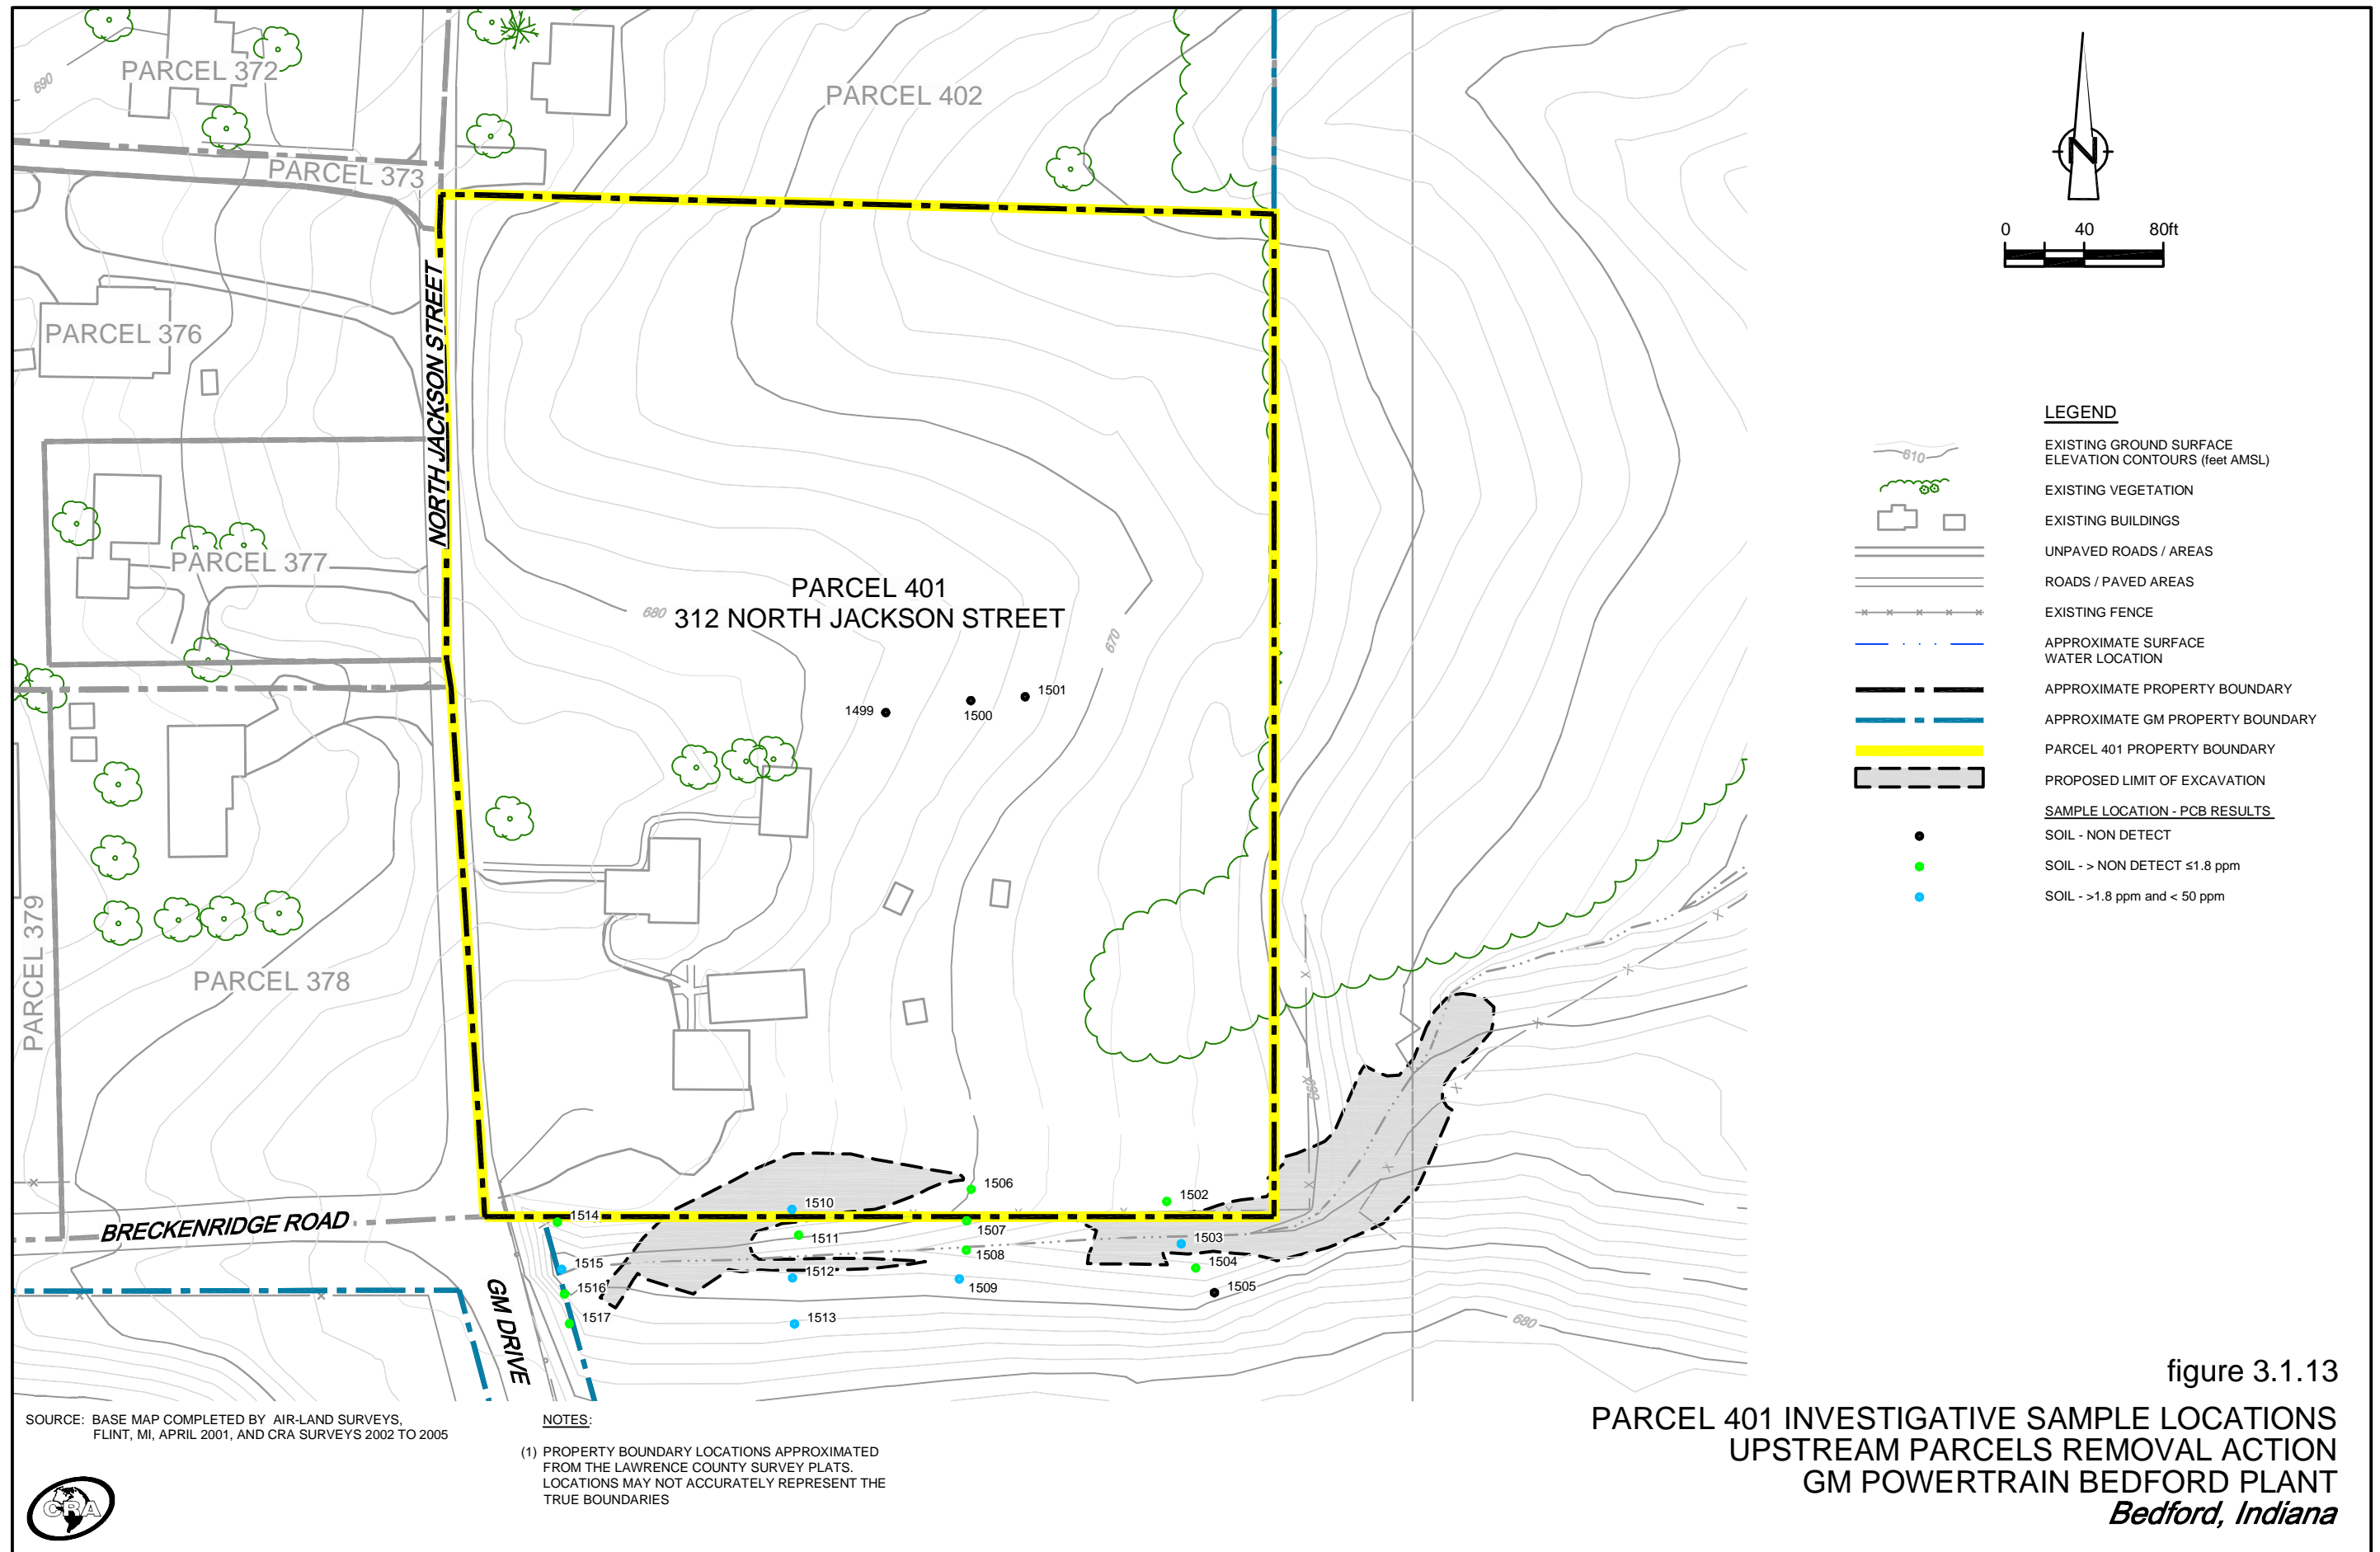 PARCEL 372
690
PARCEL 402
PARCEL 373
N
0 40 80ft
PARCEL 376
NORTH JACKSON STREET
PARCEL 377
PARCEL 401
312 NORTH JACKSON STREET
680
670
1499
1500
1501
PARCEL 379
PARCEL 378
660
1506
1502
1510
1514
1507
1511
1503
1508
1515
1504
1512
1516
1509
1505
1517
1513
680
BRECKENRIDGE ROAD
GM DRIVE
LEGEND
610
EXISTING GROUND SURFACE
ELEVATION CONTOURS (feet AMSL)
EXISTING VEGETATION
EXISTING BUILDINGS
UNPAVED ROADS / AREAS
ROADS / PAVED AREAS
EXISTING FENCE
APPROXIMATE SURFACE
WATER LOCATION
APPROXIMATE PROPERTY BOUNDARY
APPROXIMATE GM PROPERTY BOUNDARY
PARCEL 401 PROPERTY BOUNDARY
PROPOSED LIMIT OF EXCAVATION
SAMPLE LOCATION - PCB RESULTS
SOIL - NON DETECT
SOIL - > NON DETECT ≤1.8 ppm
SOIL - >1.8 ppm and < 50 ppm
SOURCE: BASE MAP COMPLETED BY AIR-LAND SURVEYS,
FLINT, MI, APRIL 2001, AND CRA SURVEYS 2002 TO 2005
CRA
NOTES:
(1) PROPERTY BOUNDARY LOCATIONS APPROXIMATED
FROM THE LAWRENCE COUNTY SURVEY PLATS.
LOCATIONS MAY NOT ACCURATELY REPRESENT THE
TRUE BOUNDARIES
figure 3.1.13
PARCEL 401 INVESTIGATIVE SAMPLE LOCATIONS
UPSTREAM PARCELS REMOVAL ACTION
GM POWERTRAIN BEDFORD PLANT
Bedford, Indiana